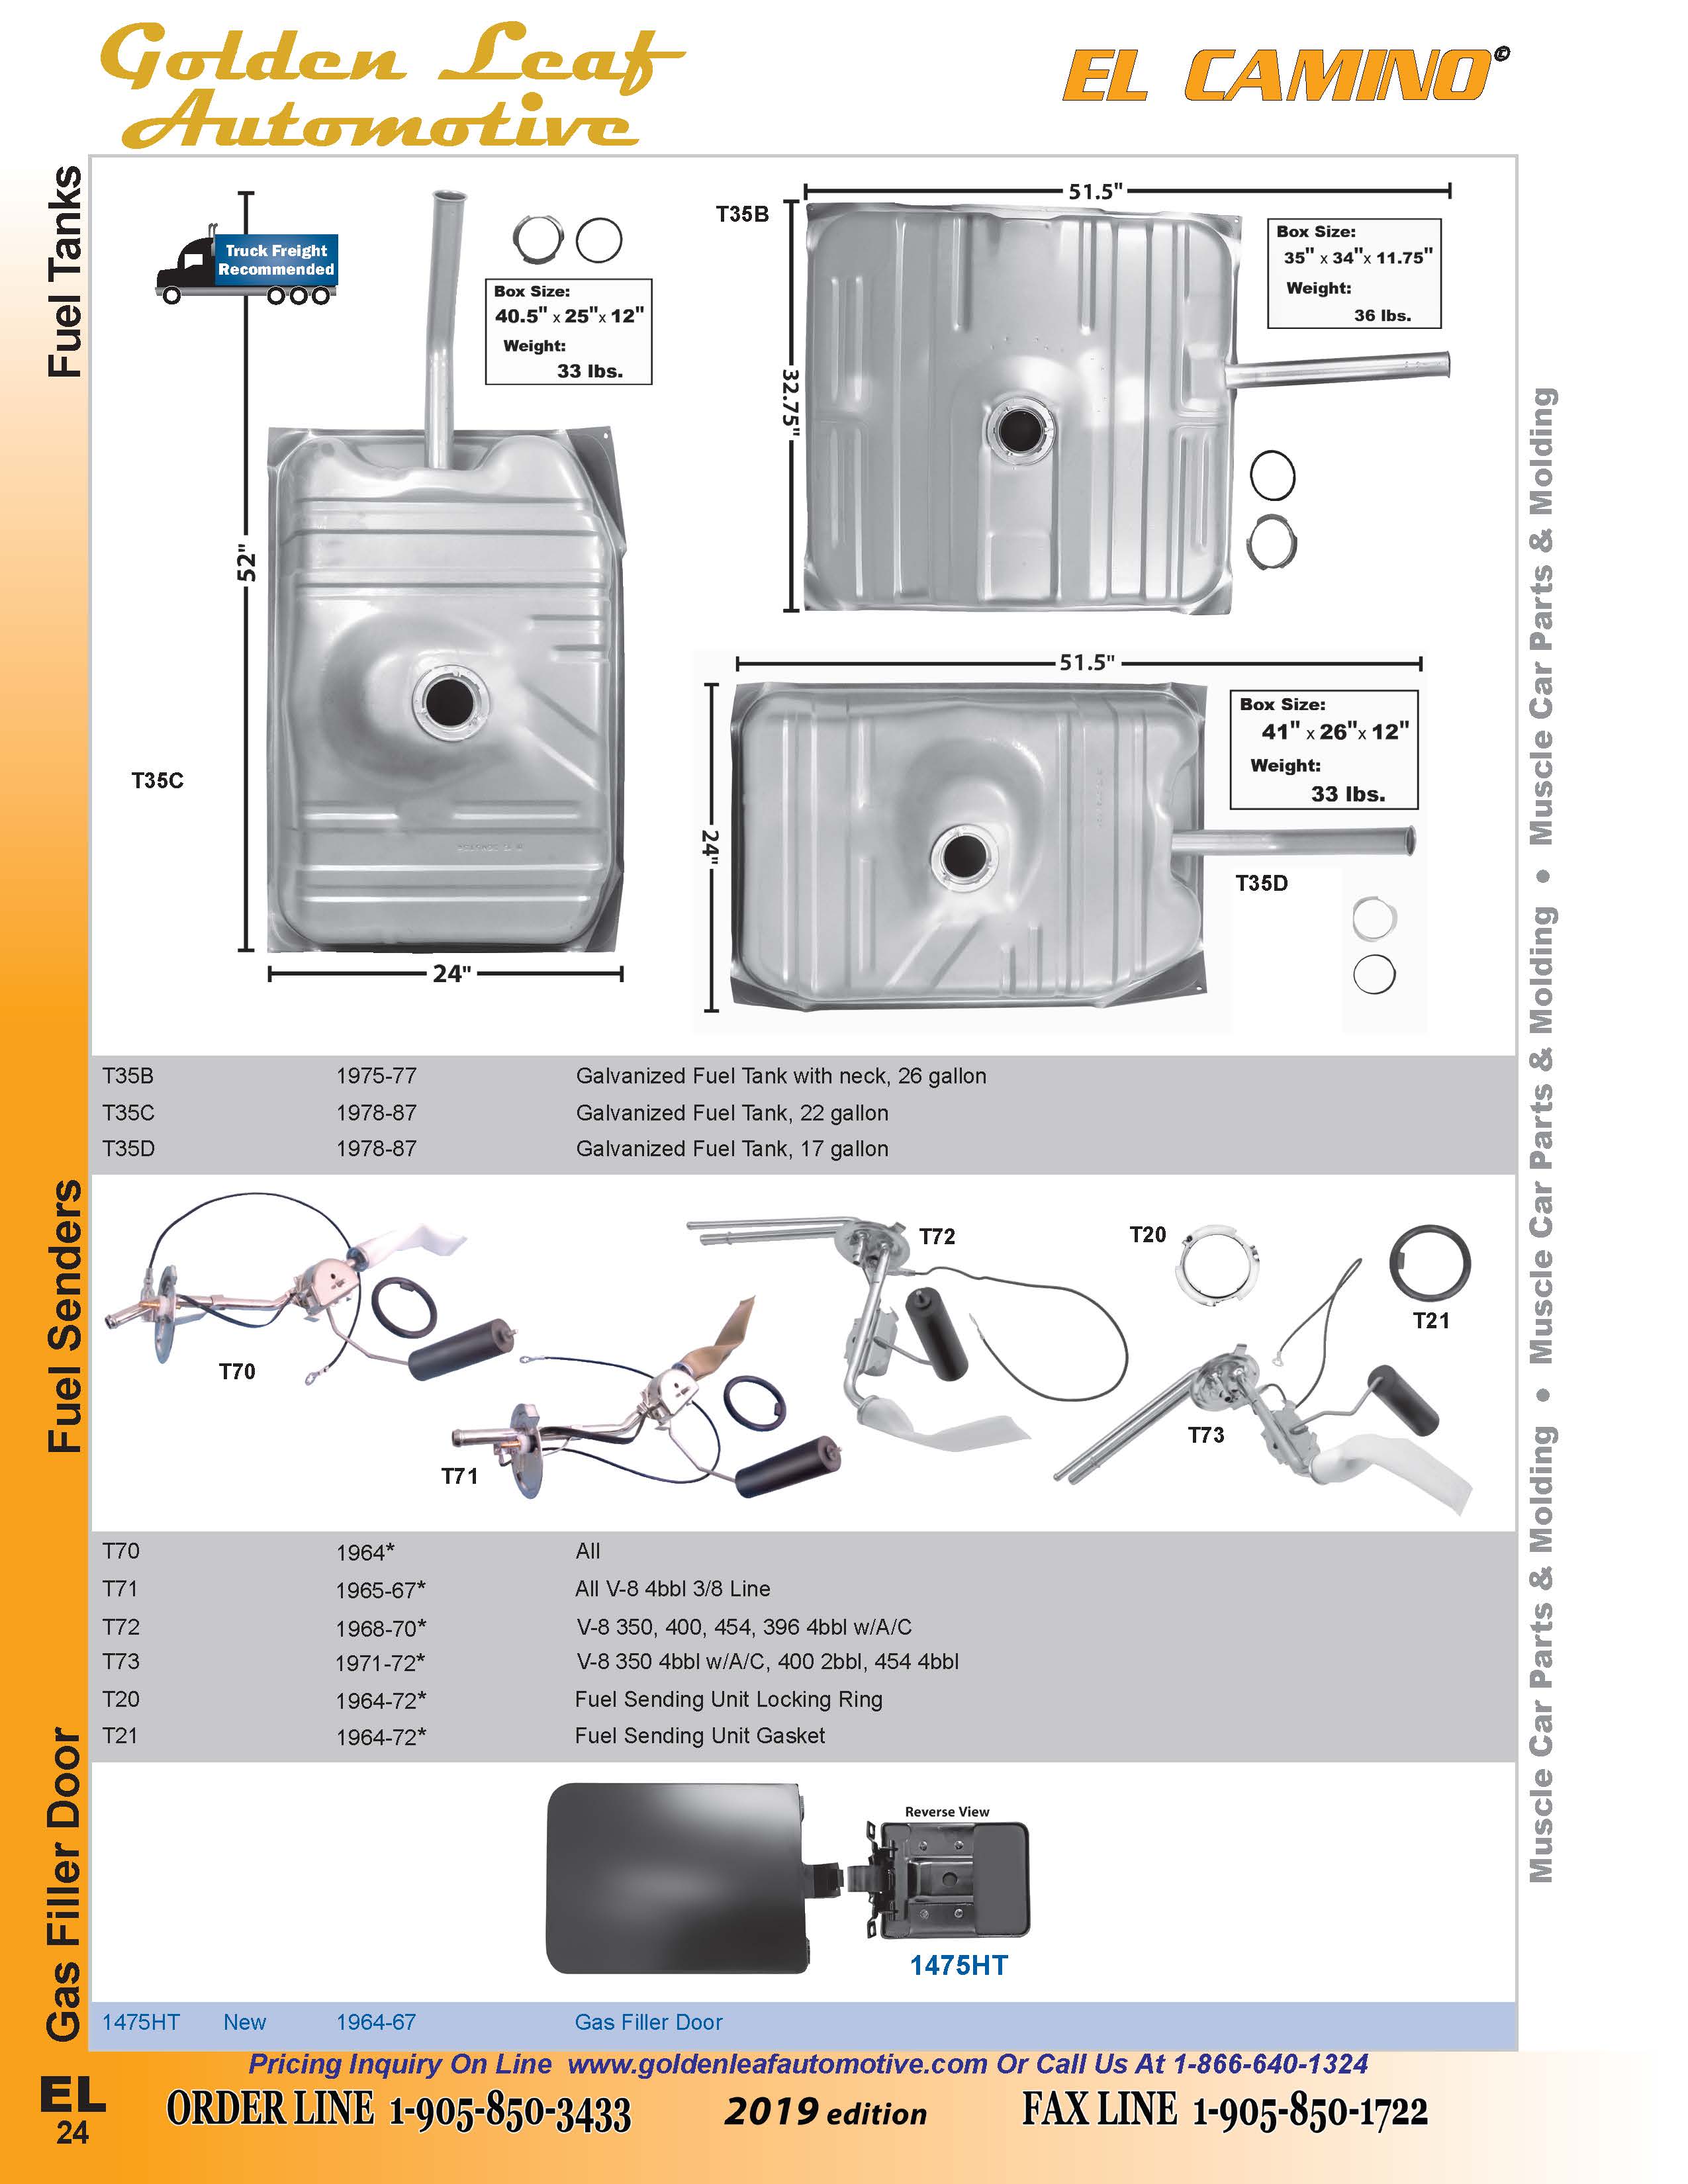 Golden Leaf
Automotive
EL CAMINO©
Fuel Tanks
Truck Freight
Recommended
52"
24"
T35C
Box Size:
40.5" x 25"x 12"
Weight:
33 lbs.
T35B
51.5"
32.75"
Box Size:
35" x 34"x 11.75"
Weight:
36 lbs.
51.5"
24"
Box Size:
41" x 26"x 12"
Weight:
33 lbs.
T35D
T35B 1975-77 Galvanized Fuel Tank with neck, 26 gallon
T35C 1978-87 Galvanized Fuel Tank, 22 gallon
T35D 1978-87 Galvanized Fuel Tank, 17 gallon
Fuel Senders
T70
T71
T72
T20
T21
T73
T70 1964* All
T71 1965-67* All V-8 4bbl 3/8 Line
T72 1968-70* V-8 350, 400, 454, 396 4bbl w/A/C
T73 1971-72* V-8 350 4bbl w/A/C, 400 2bbl, 454 4bbl
T20 1964-72* Fuel Sending Unit Locking Ring
T21 1964-72* Fuel Sending Unit Gasket
Gas Filler Door
Reverse View
1475HT
1475HT New 1964-67 Gas Filler Door
Muscle Car Parts & Molding • Muscle Car Parts & Molding • Muscle Car Parts & Molding
Pricing Inquiry On Line www.goldenleafautomotive.com Or Call Us At 1-866-640-1324
EL
24
ORDER LINE 1-905-850-3433 2019 edition FAX LINE 1-905-850-1722